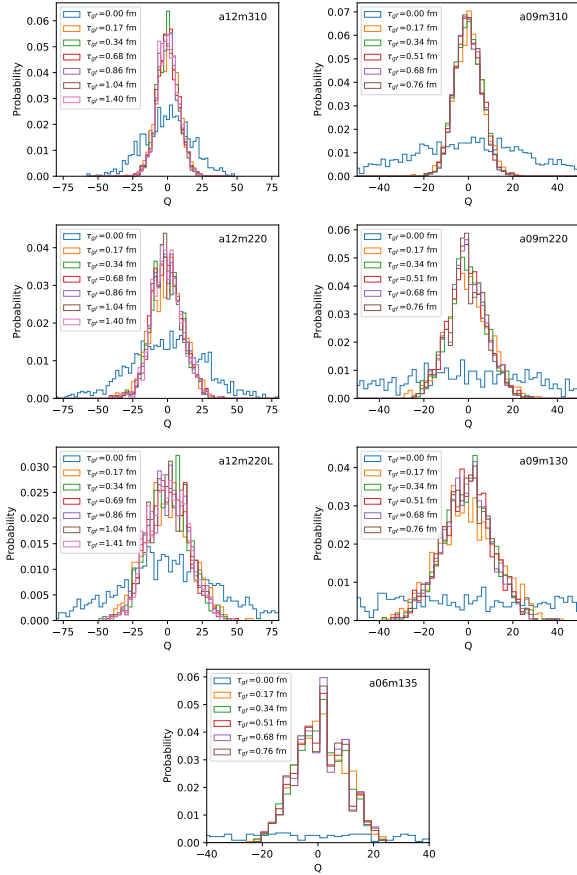 a12m310
τgf=0.00 fm
τgf=0.17 fm
τgf=0.34 fm
τgf=0.68 fm
τgf=0.86 fm
τgf=1.04 fm
τgf=1.40 fm
Probability
0.07
0.06
0.05
0.04
0.03
0.02
0.01
0.00
−75 −50 −25 0 25 50 75
Q
a09m310
τgf=0.00 fm
τgf=0.17 fm
τgf=0.34 fm
τgf=0.51 fm
τgf=0.68 fm
τgf=0.76 fm
Probability
0.07
0.06
0.05
0.04
0.03
0.02
0.01
0.00
−40 −20 0 20 40
Q
a12m220
τgf=0.00 fm
τgf=0.17 fm
τgf=0.34 fm
τgf=0.68 fm
τgf=0.86 fm
τgf=1.04 fm
τgf=1.40 fm
Probability
0.04
0.03
0.02
0.01
0.00
−75 −50 −25 0 25 50 75
Q
a09m220
τgf=0.00 fm
τgf=0.17 fm
τgf=0.34 fm
τgf=0.51 fm
τgf=0.68 fm
τgf=0.76 fm
Probability
0.06
0.05
0.04
0.03
0.02
0.01
0.00
−40 −20 0 20 40
Q
a12m220L
τgf=0.00 fm
τgf=0.17 fm
τgf=0.34 fm
τgf=0.69 fm
τgf=0.86 fm
τgf=1.04 fm
τgf=1.41 fm
Probability
0.030
0.025
0.020
0.015
0.010
0.005
0.000
−75 −50 −25 0 25 50 75
Q
a09m130
τgf=0.00 fm
τgf=0.17 fm
τgf=0.34 fm
τgf=0.51 fm
τgf=0.68 fm
τgf=0.76 fm
Probability
0.04
0.03
0.02
0.01
0.00
−40 −20 0 20 40
Q
a06m135
τgf=0.00 fm
τgf=0.17 fm
τgf=0.34 fm
τgf=0.51 fm
τgf=0.68 fm
τgf=0.76 fm
Probability
0.06
0.05
0.04
0.03
0.02
0.01
0.00
−40 −20 0 20 40
Q